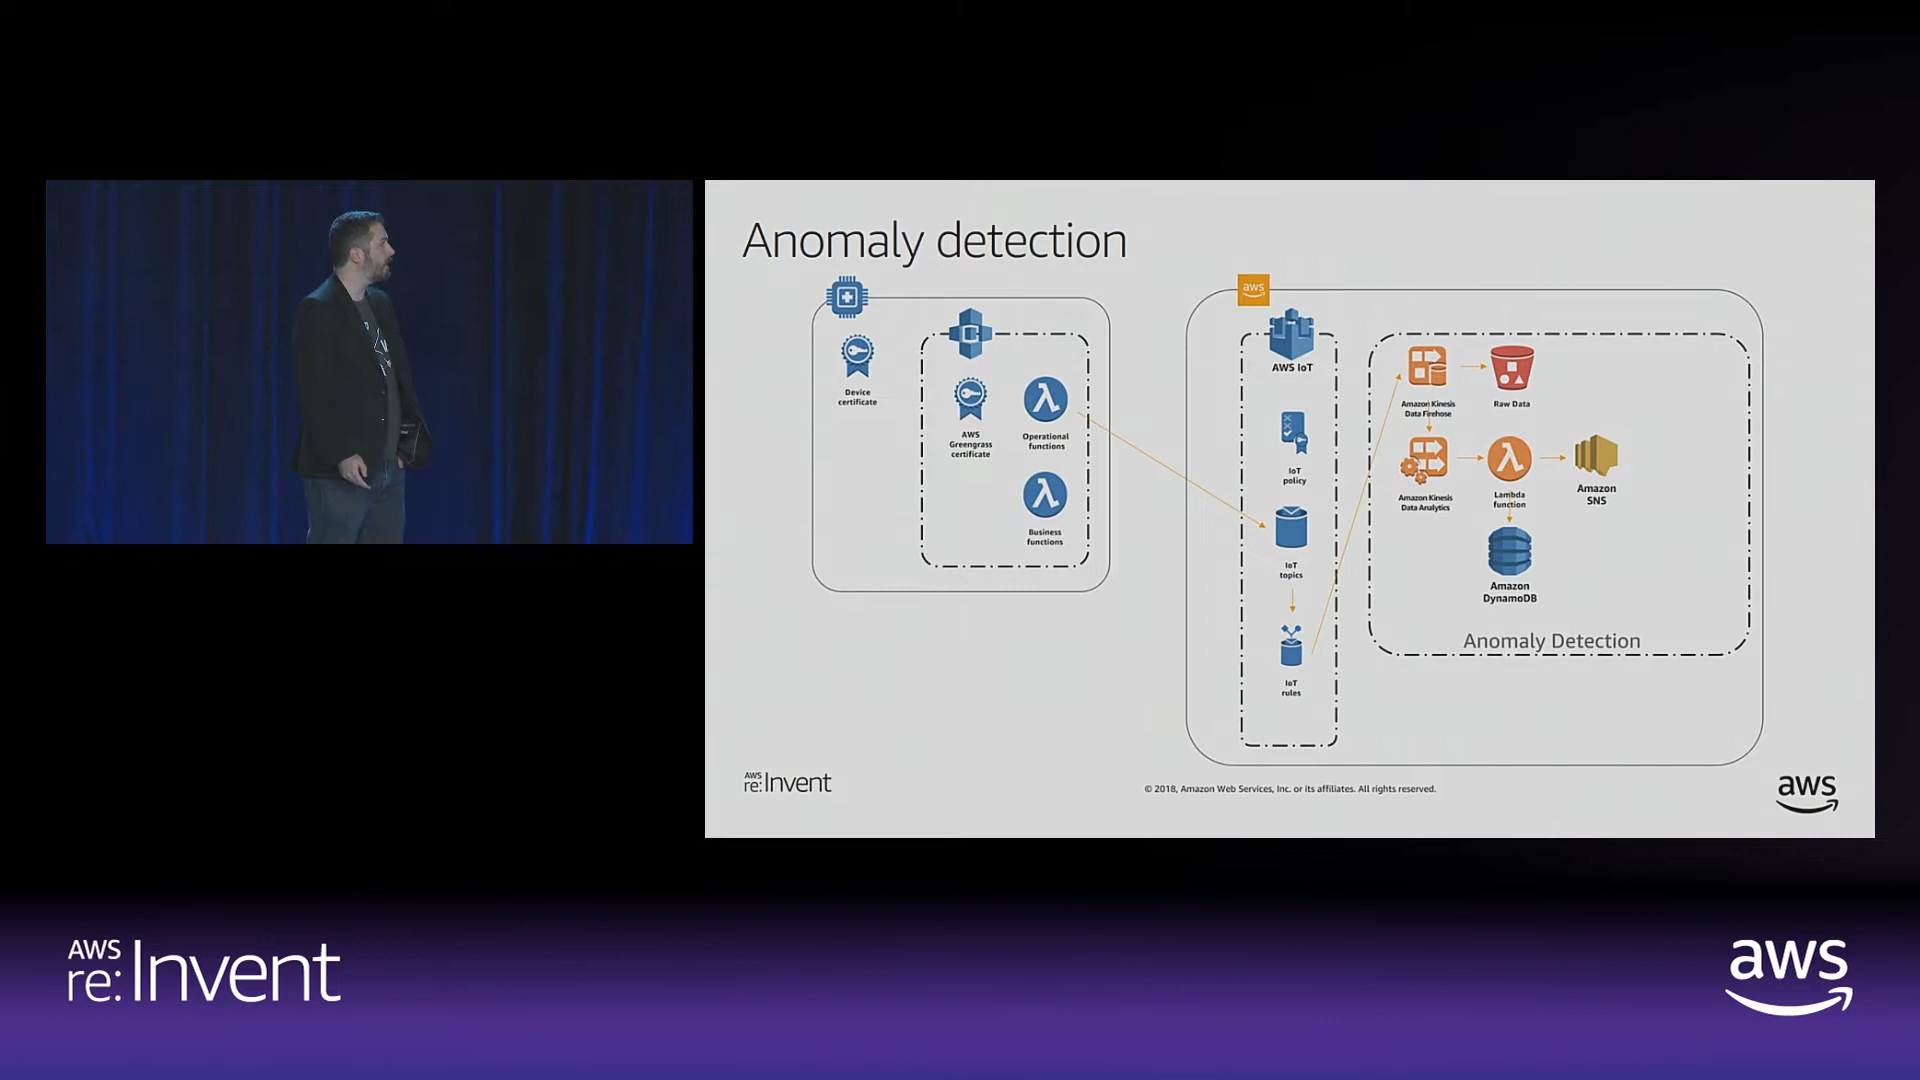 Anomaly detection
aws
Device
certificate
AWS
Greengrass
certificate
Operational
functions
Business
functions
AWS IoT
IoT
policy
IoT
topics
IoT
rules
Amazon Kinesis
Data Firehose
Raw Data
Amazon Kinesis
Data Analytics
Lambda
function
Amazon
SNS
Amazon
DynamoDB
Anomaly Detection
AWS
re:Invent
© 2018, Amazon Web Services, Inc. or its affiliates. All rights reserved.
aws
AWS
re:Invent
aws